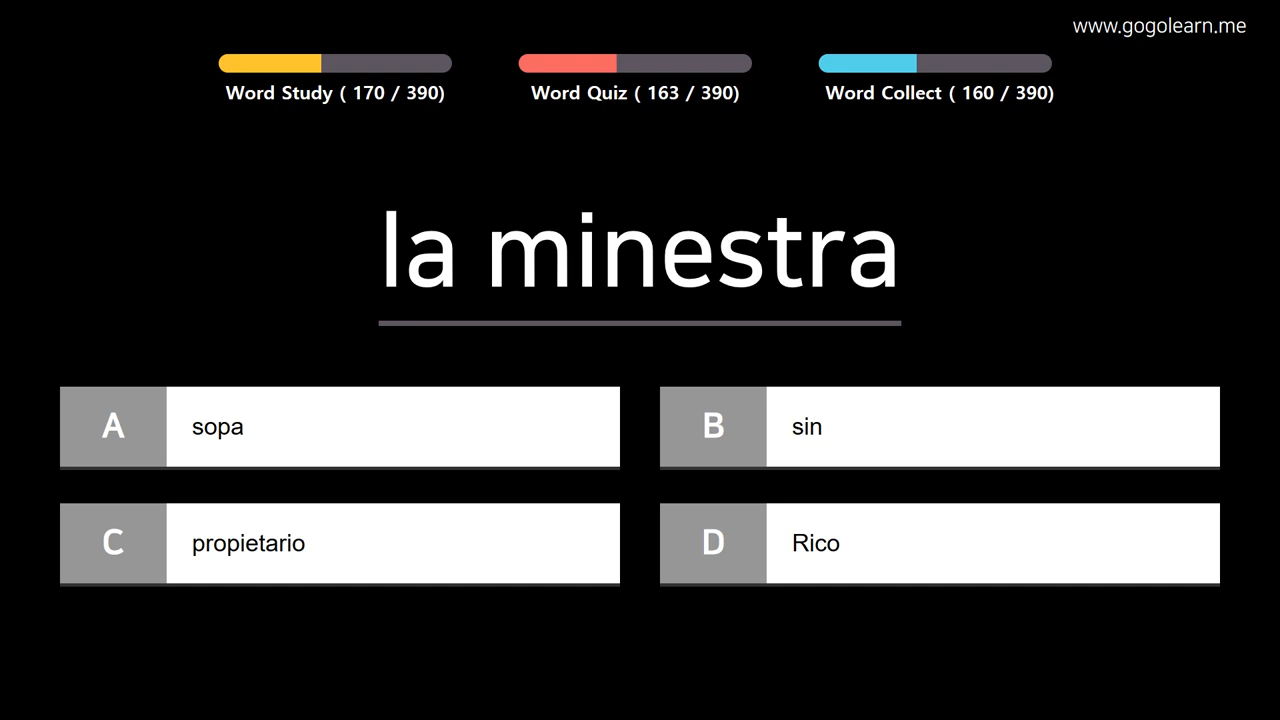 www.gogolearn.me
Word Study ( 170 / 390)
Word Quiz ( 163 / 390)
Word Collect ( 160 / 390)
la minestra
A sopa
B sin
C propietario
D Rico